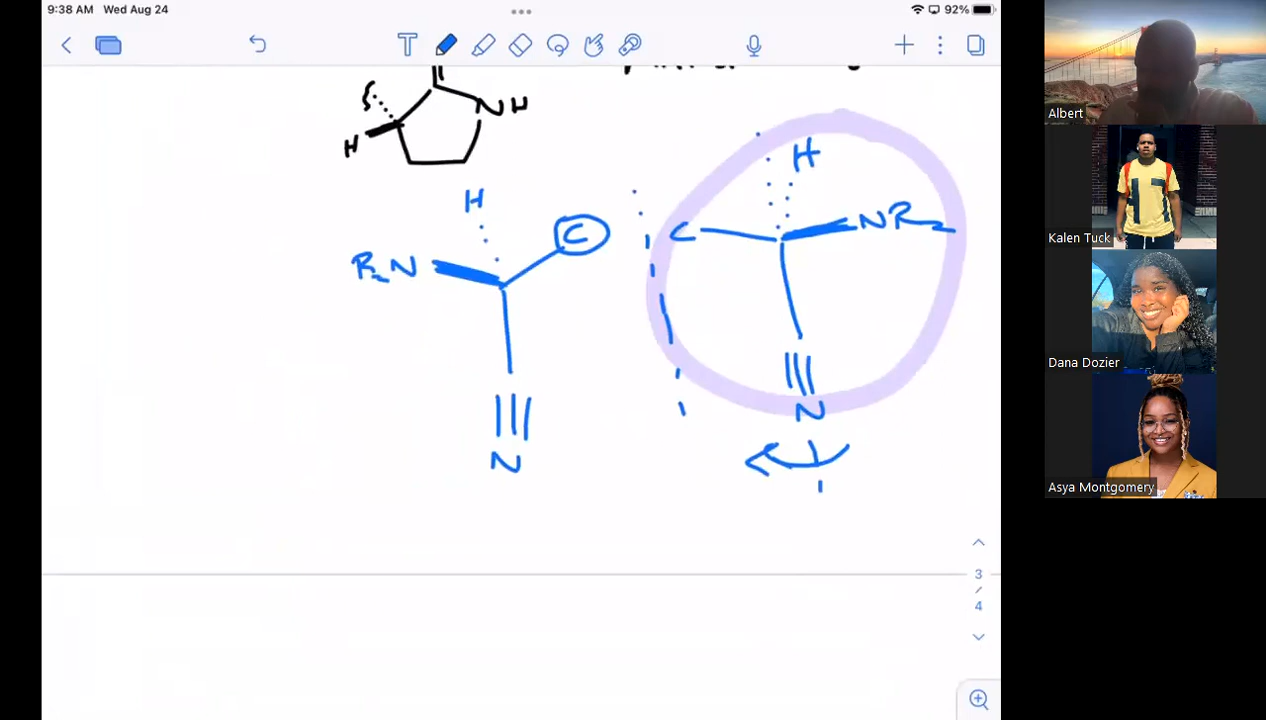 9:38 AM Wed Aug 24
92%
T
NH
H
H
H
R2N
C
C
NR2
N
N
3
/
4
Albert
Kalen Tuck
Dana Dozier
Asya Montgomery